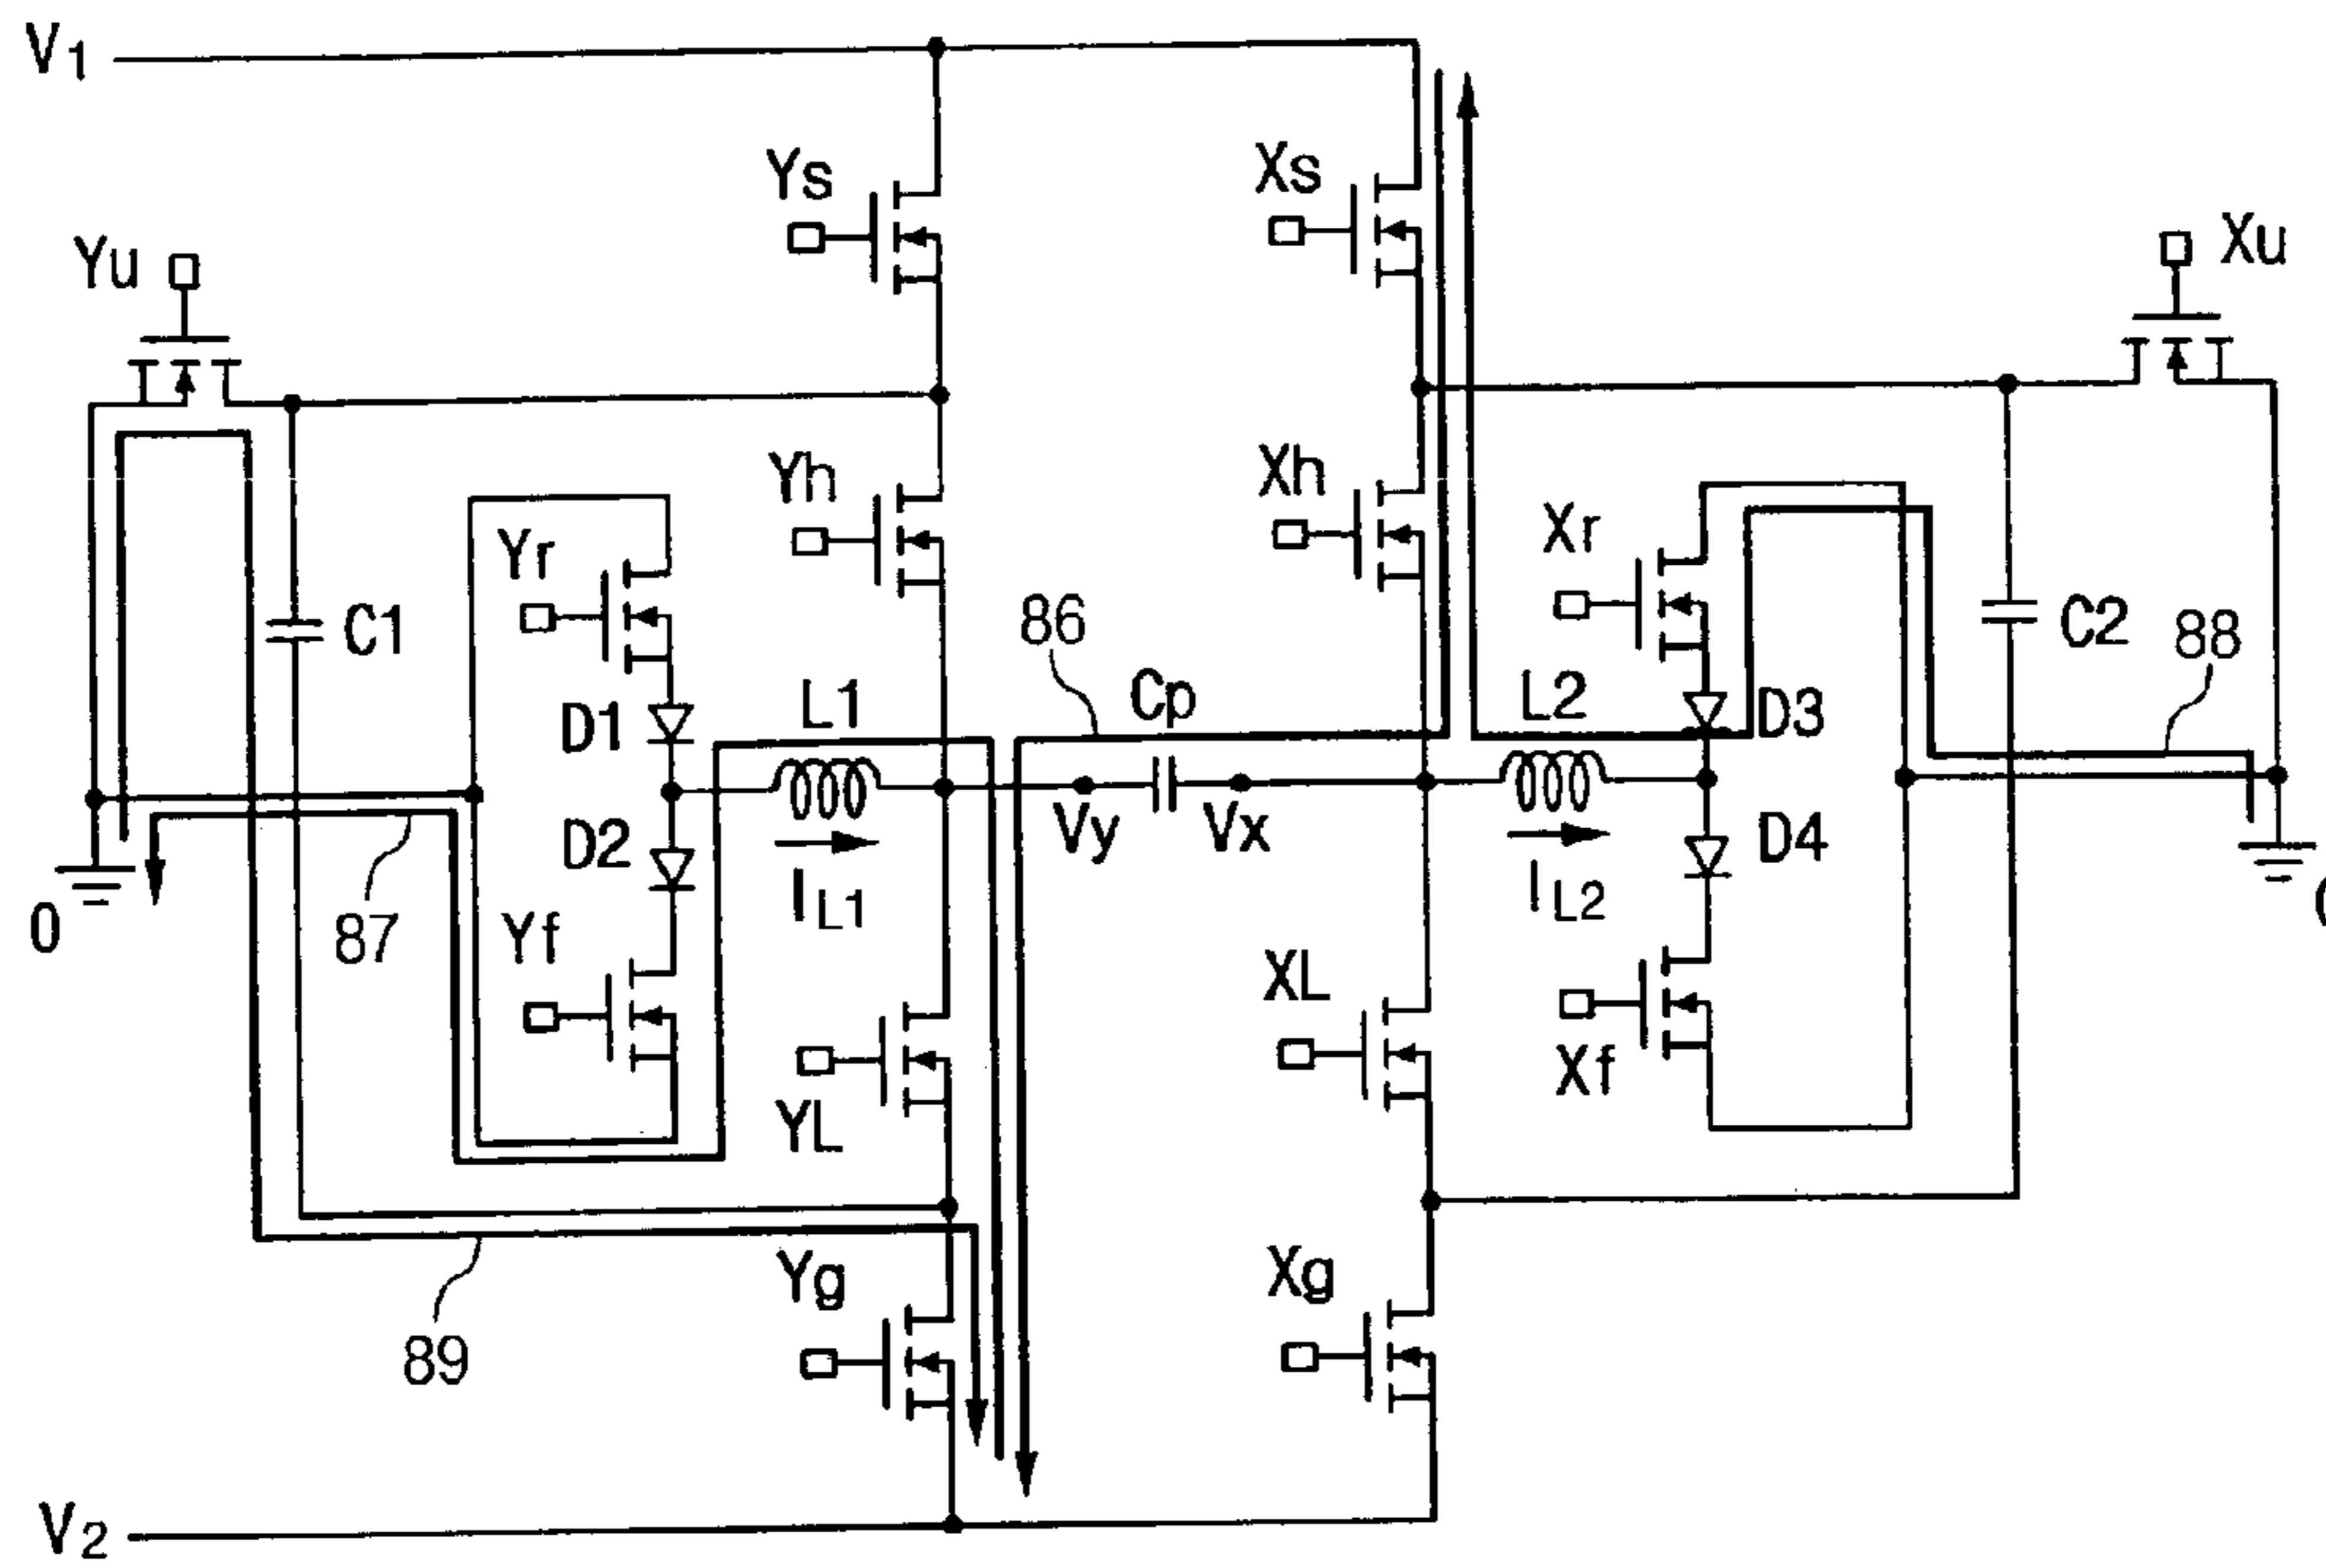 V1
Ys
Xs
Yu
Xu
Yh
Xh
Yr
Xr
C1
86
C2
88
D1
L1
Cp
L2
D3
D2
Vy
Vx
D4
IL1
IL2
0
87
Yf
XL
Xf
YL
Yg
Xg
89
V2